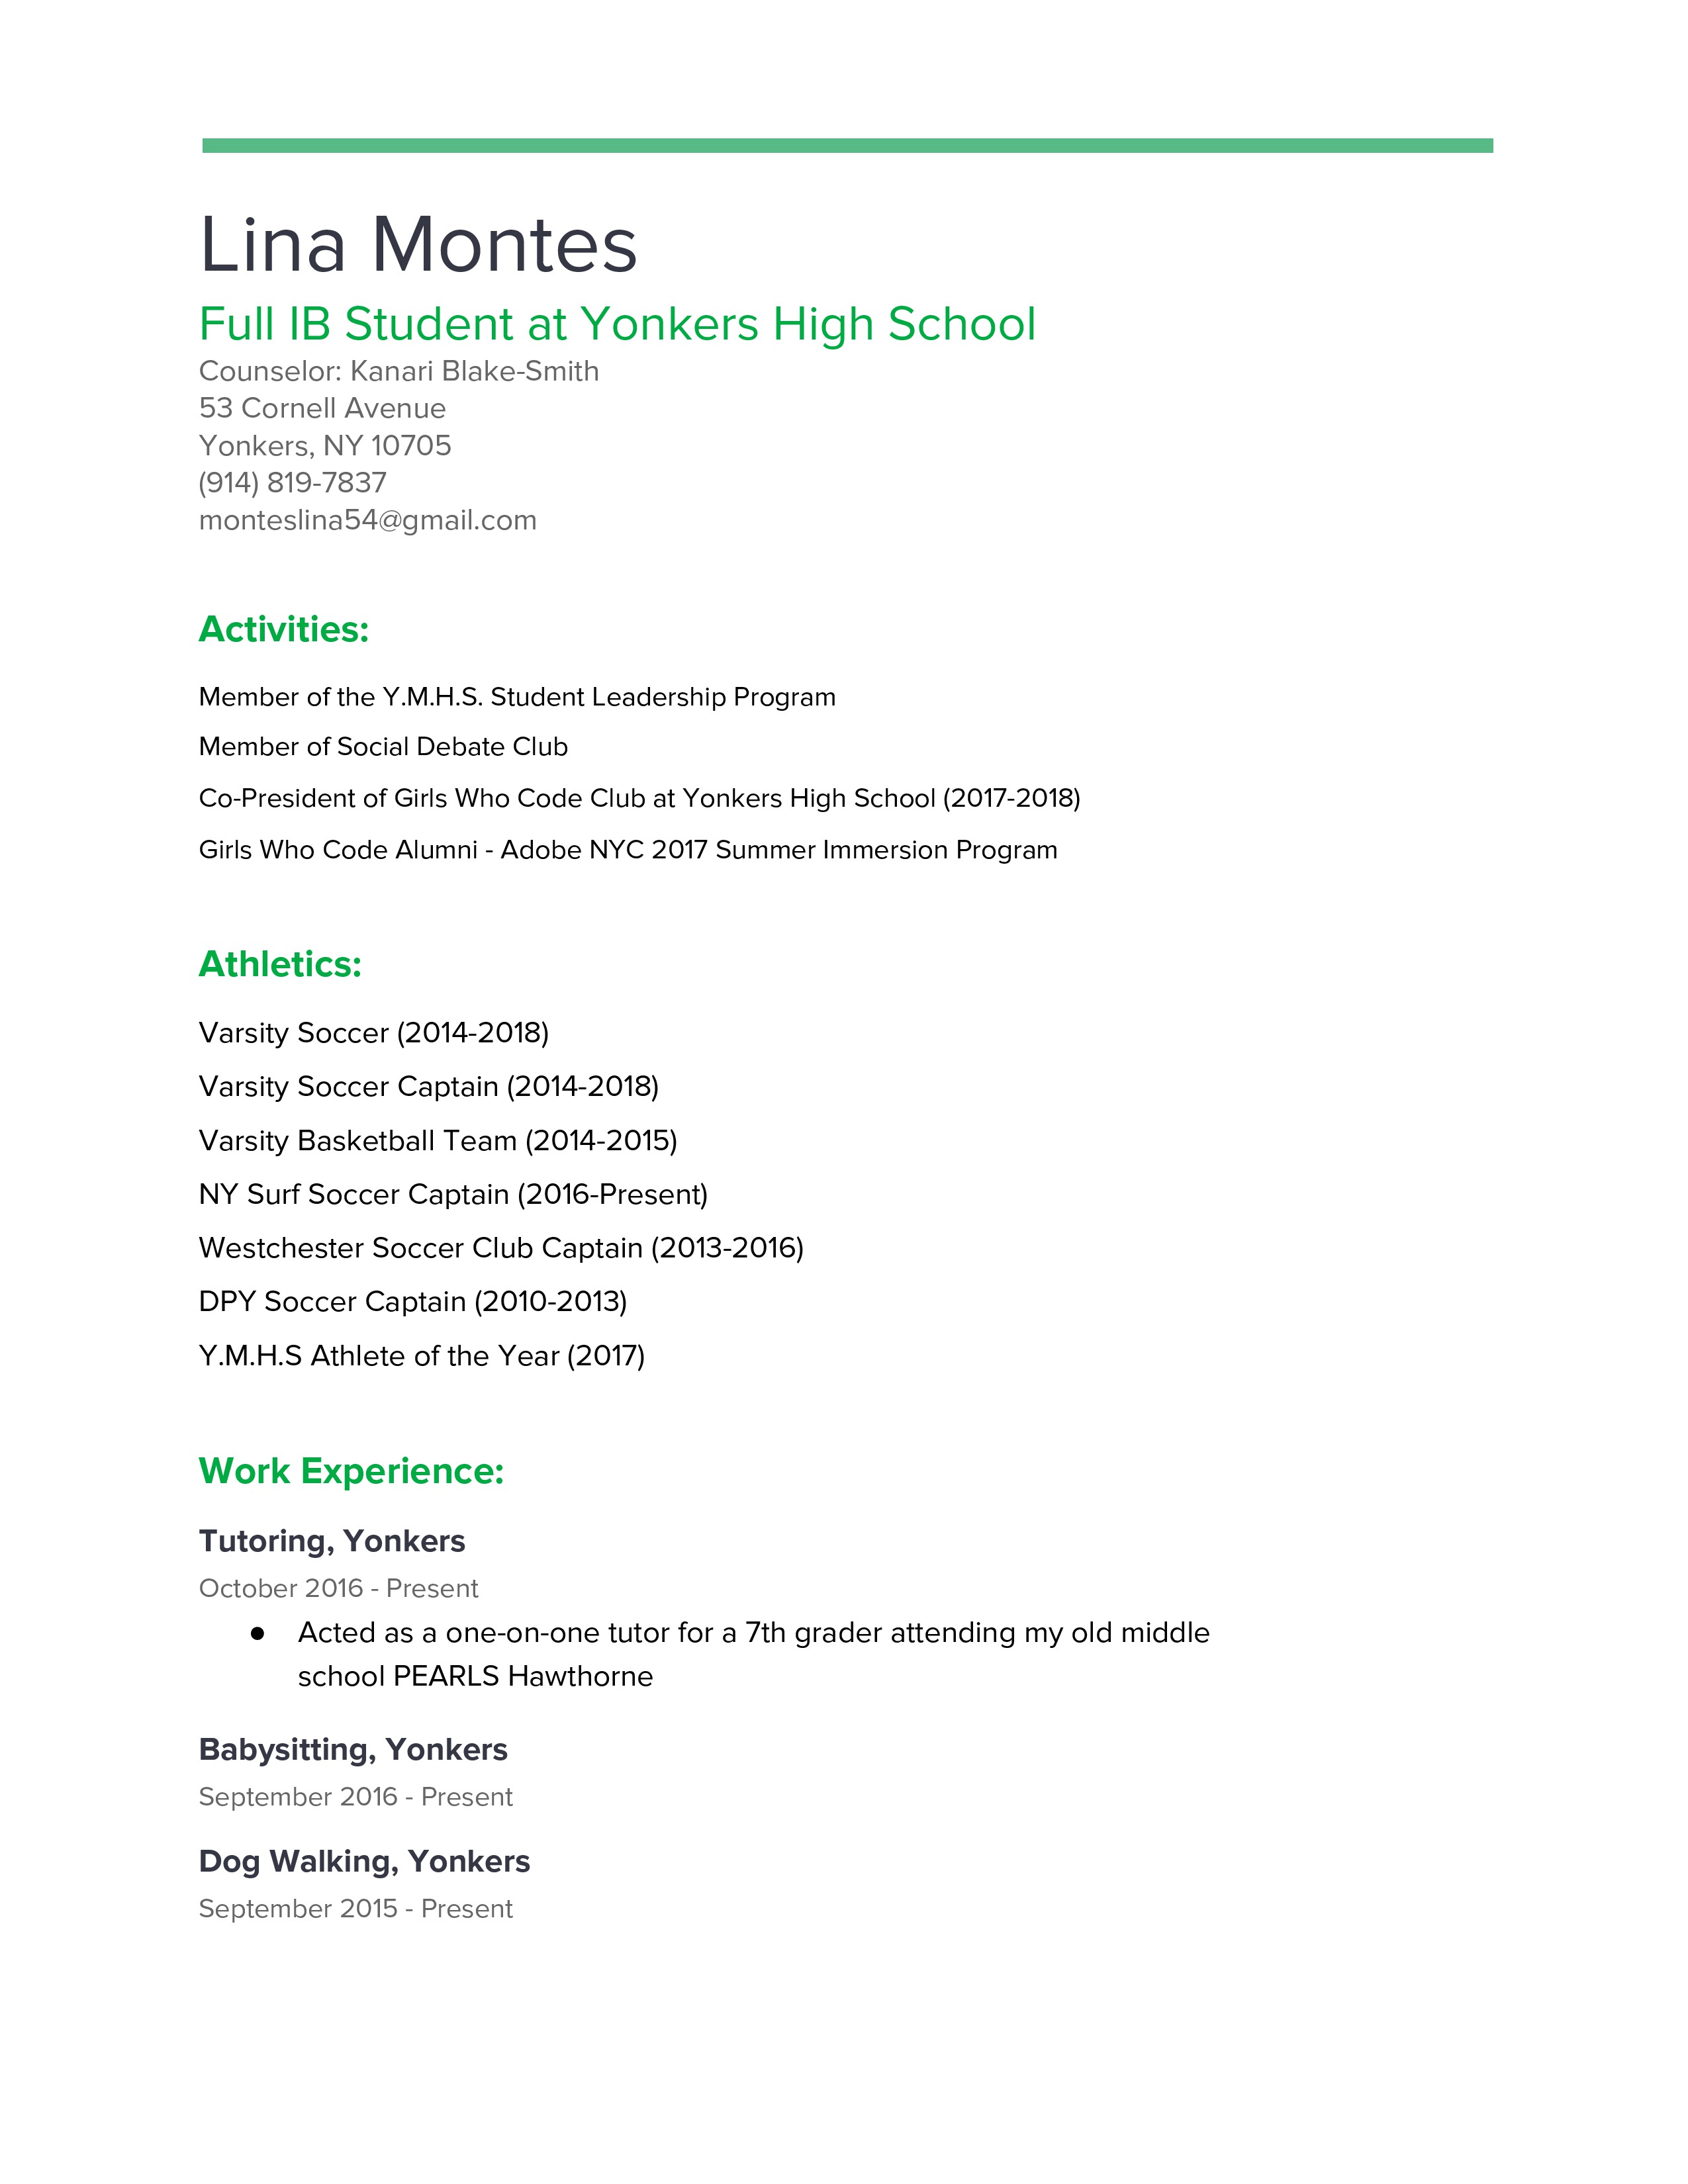 Lina Montes
Full IB Student at Yonkers High School
Counselor: Kanari Blake-Smith
53 Cornell Avenue
Yonkers, NY 10705
(914) 819-7837
monteslina54@gmail.com
Activities:
Member of the Y.M.H.S. Student Leadership Program
Member of Social Debate Club
Co-President of Girls Who Code Club at Yonkers High School (2017-2018)
Girls Who Code Alumni - Adobe NYC 2017 Summer Immersion Program
Athletics:
Varsity Soccer (2014-2018)
Varsity Soccer Captain (2014-2018)
Varsity Basketball Team (2014-2015)
NY Surf Soccer Captain (2016-Present)
Westchester Soccer Club Captain (2013-2016)
DPY Soccer Captain (2010-2013)
Y.M.H.S Athlete of the Year (2017)
Work Experience:
Tutoring, Yonkers
October 2016 - Present
● Acted as a one-on-one tutor for a 7th grader attending my old middle
school PEARLS Hawthorne
Babysitting, Yonkers
September 2016 - Present
Dog Walking, Yonkers
September 2015 - Present